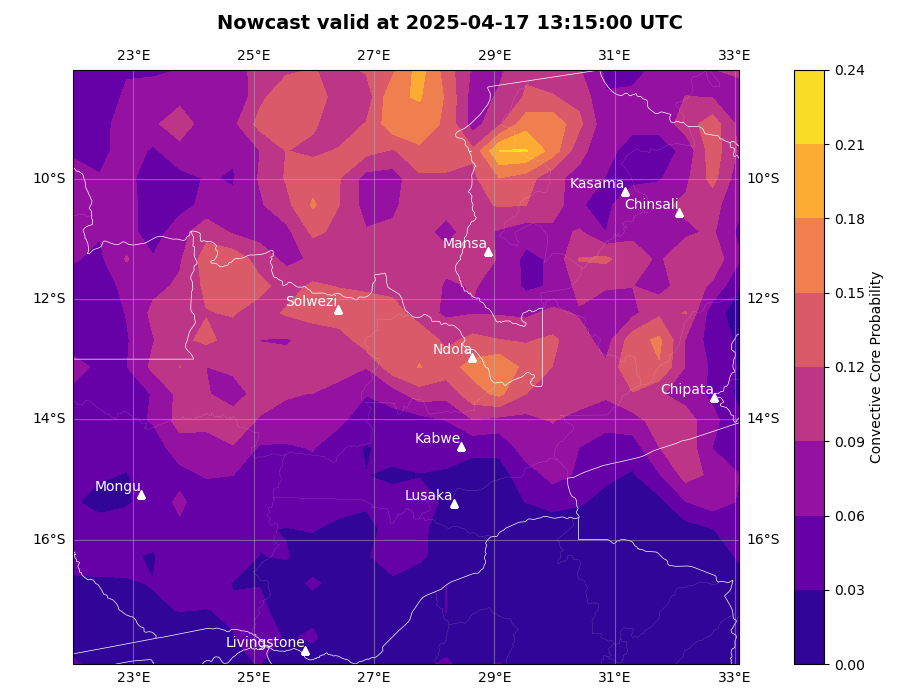 Nowcast valid at 2025-04-17 13:15:00 UTC
23°E 25°E 27°E 29°E 31°E 33°E
0.24
0.21
10°S Kasama 10°S
Chinsali
0.18
Mansa
0.15
12°S Solwezi 12°S
Ndola
0.12
Chipata
14°S 14°S
0.09
Kabwe
Mongu
Lusaka
0.06
16°S 16°S
0.03
Livingstone
0.00
23°E 25°E 27°E 29°E 31°E 33°E
Convective Core Probability